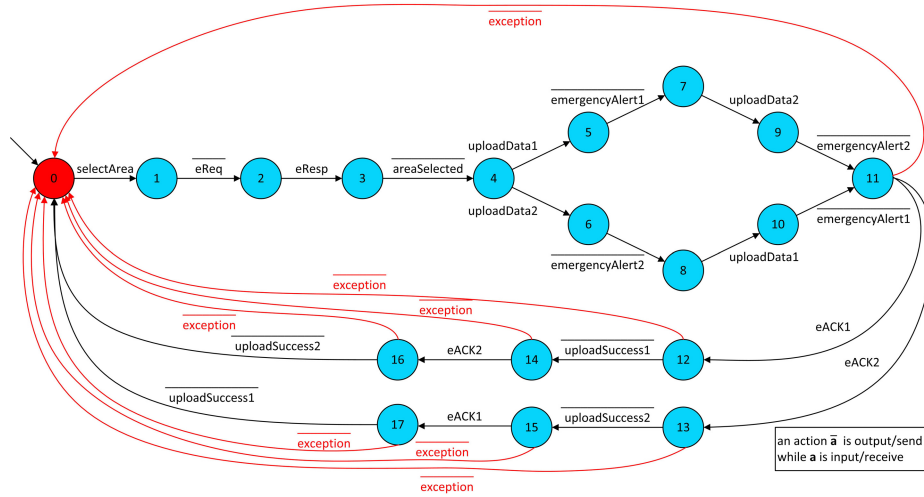 exception
7
emergencyAlert1
uploadData2
5
9
uploadData1
emergencyAlert2
selectArea
eReq
eResp
areaSelected
0
1
2
3
4
11
uploadData2
emergencyAlert1
6
10
emergencyAlert2
uploadData1
8
exception
exception
exception
eACK1
uploadSuccess2
eACK2
uploadSuccess1
16
14
12
eACK2
uploadSuccess1
eACK1
uploadSuccess2
17
15
13
exception
exception
exception
an action a is output/send
while a is input/receive